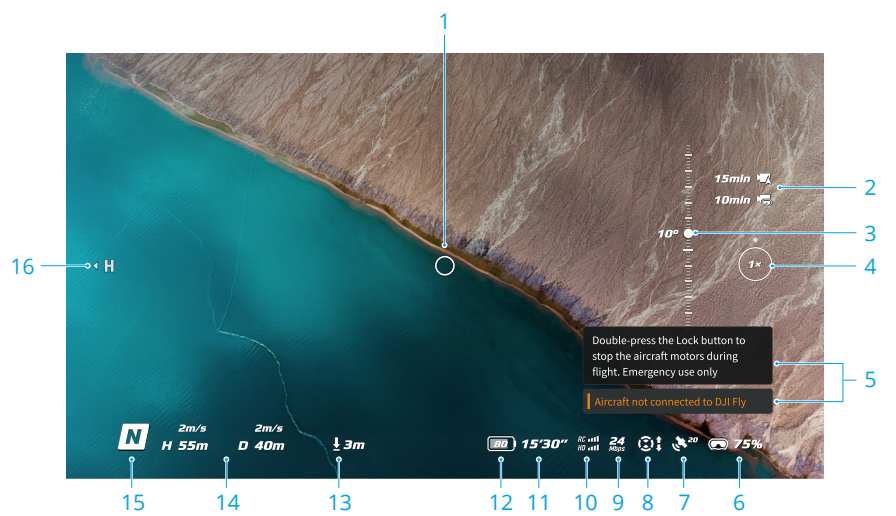 1
15min
2
10min
10°
3
16
H
1×
4
Double-press the Lock button to
stop the aircraft motors during
flight. Emergency use only
5
Aircraft not connected to DJI Fly
N
2m/s
H 55m
2m/s
D 40m
3m
80
15'30"
RC
HD
24
Mbps
20
75%
15
14
13
12
11
10
9
8
7
6